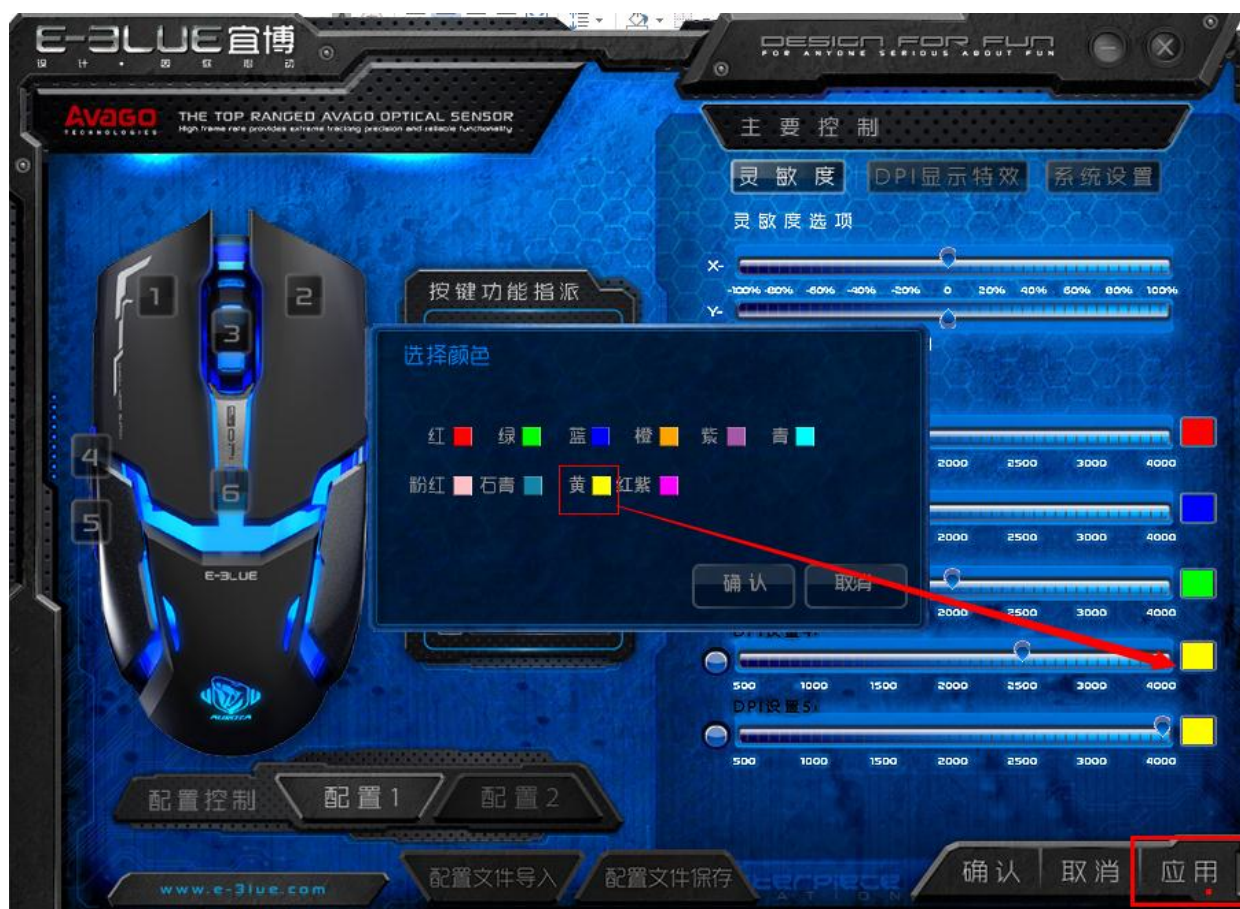 E-BLUE宜博
设 计 · 因 你 而 动
DESIGN FOR FUN
FOR ANYONE SERIOUS ABOUT FUN
AVAGO
TECHNOLOGIES
THE TOP RANGED AVAGO OPTICAL SENSOR
High frame rate provides extreme tracking precision and reliable functionality
主 要 控 制
灵 敏 度
DPI显示特效
系统设置
灵敏度选项
X-
-100% -80% -60% -40% -20% 0 20% 40% 60% 80% 100%
Y-
1
2
3
4
5
6
E-BLUE
按键功能指派
选择颜色
红
绿
蓝
橙
紫
青
粉红
石青
黄
红紫
确 认
取消
2000 2500 3000 4000
2000 2500 3000 4000
2000 2500 3000 4000
DPI设置4:
500 1000 1500 2000 2500 3000 4000
DPI设置5:
500 1000 1500 2000 2500 3000 4000
配置控制
配置1
配置2
www.e-3lue.com
配置文件导入
配置文件保存
确 认
取 消
应 用